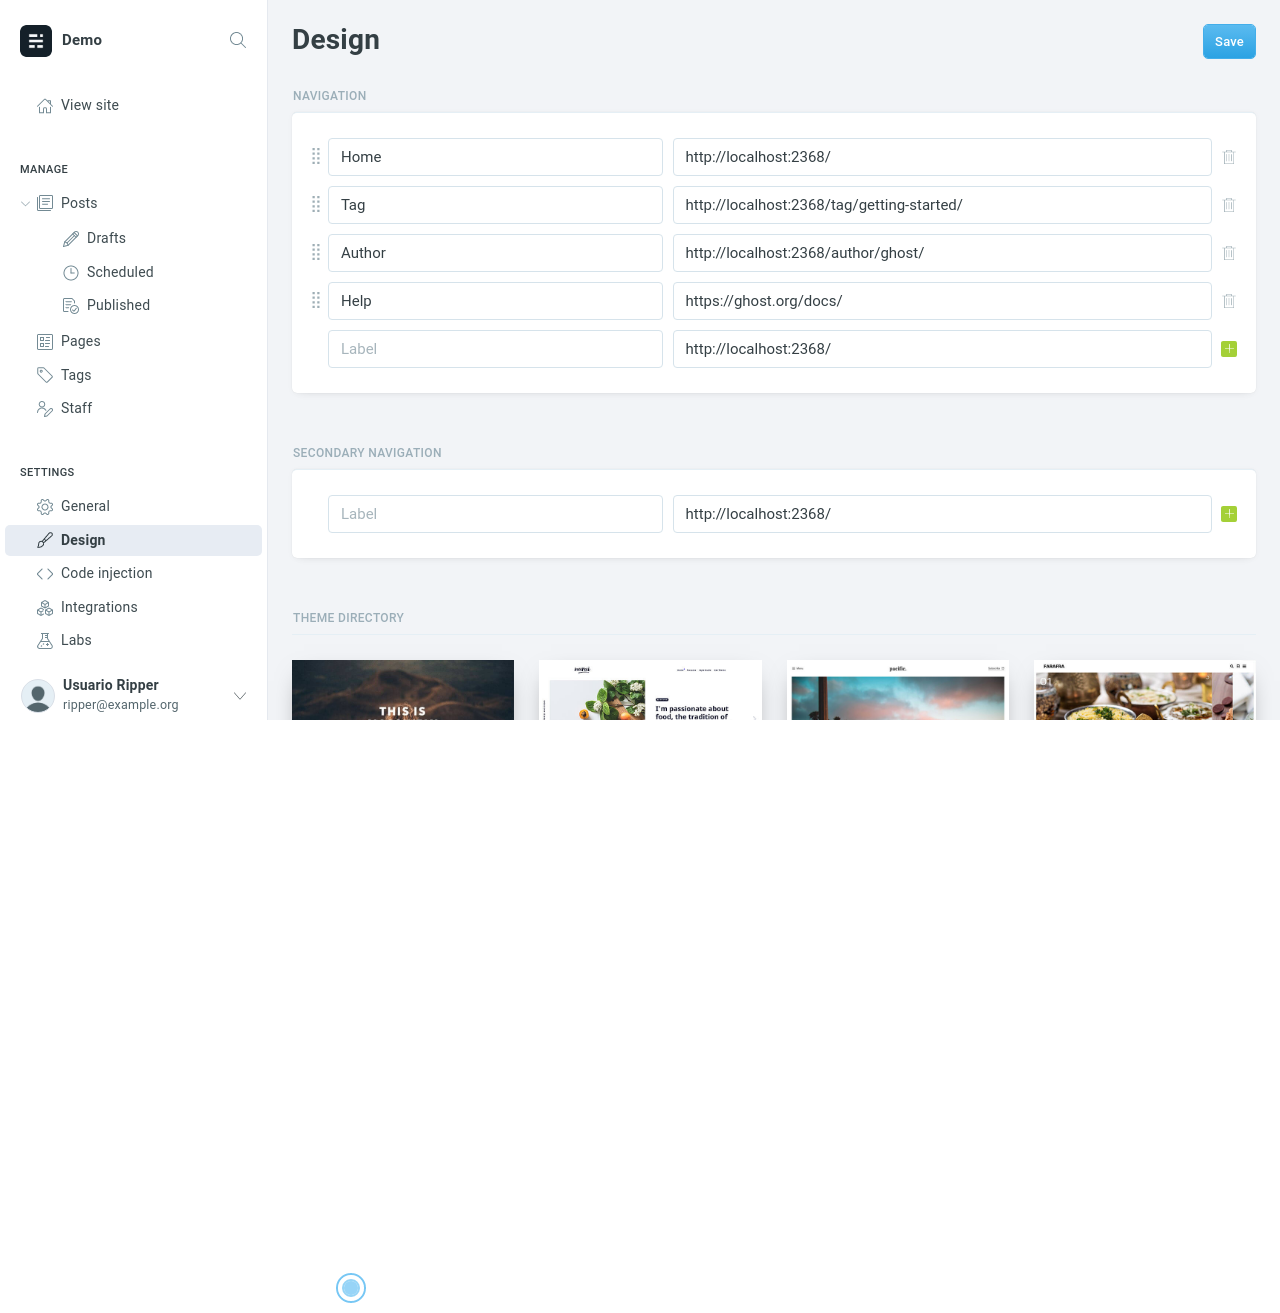 Demo
View site
MANAGE
Posts
Drafts
Scheduled
Published
Pages
Tags
Staff
SETTINGS
General
Design
Code injection
Integrations
Labs
Usuario Ripper
ripper@example.org
Design
Save
NAVIGATION
Home http://localhost:2368/
Tag http://localhost:2368/tag/getting-started/
Author http://localhost:2368/author/ghost/
Help https://ghost.org/docs/
Label http://localhost:2368/
SECONDARY NAVIGATION
Label http://localhost:2368/
THEME DIRECTORY
THIS IS
I'm passionate about
food, the tradition of
pacific.